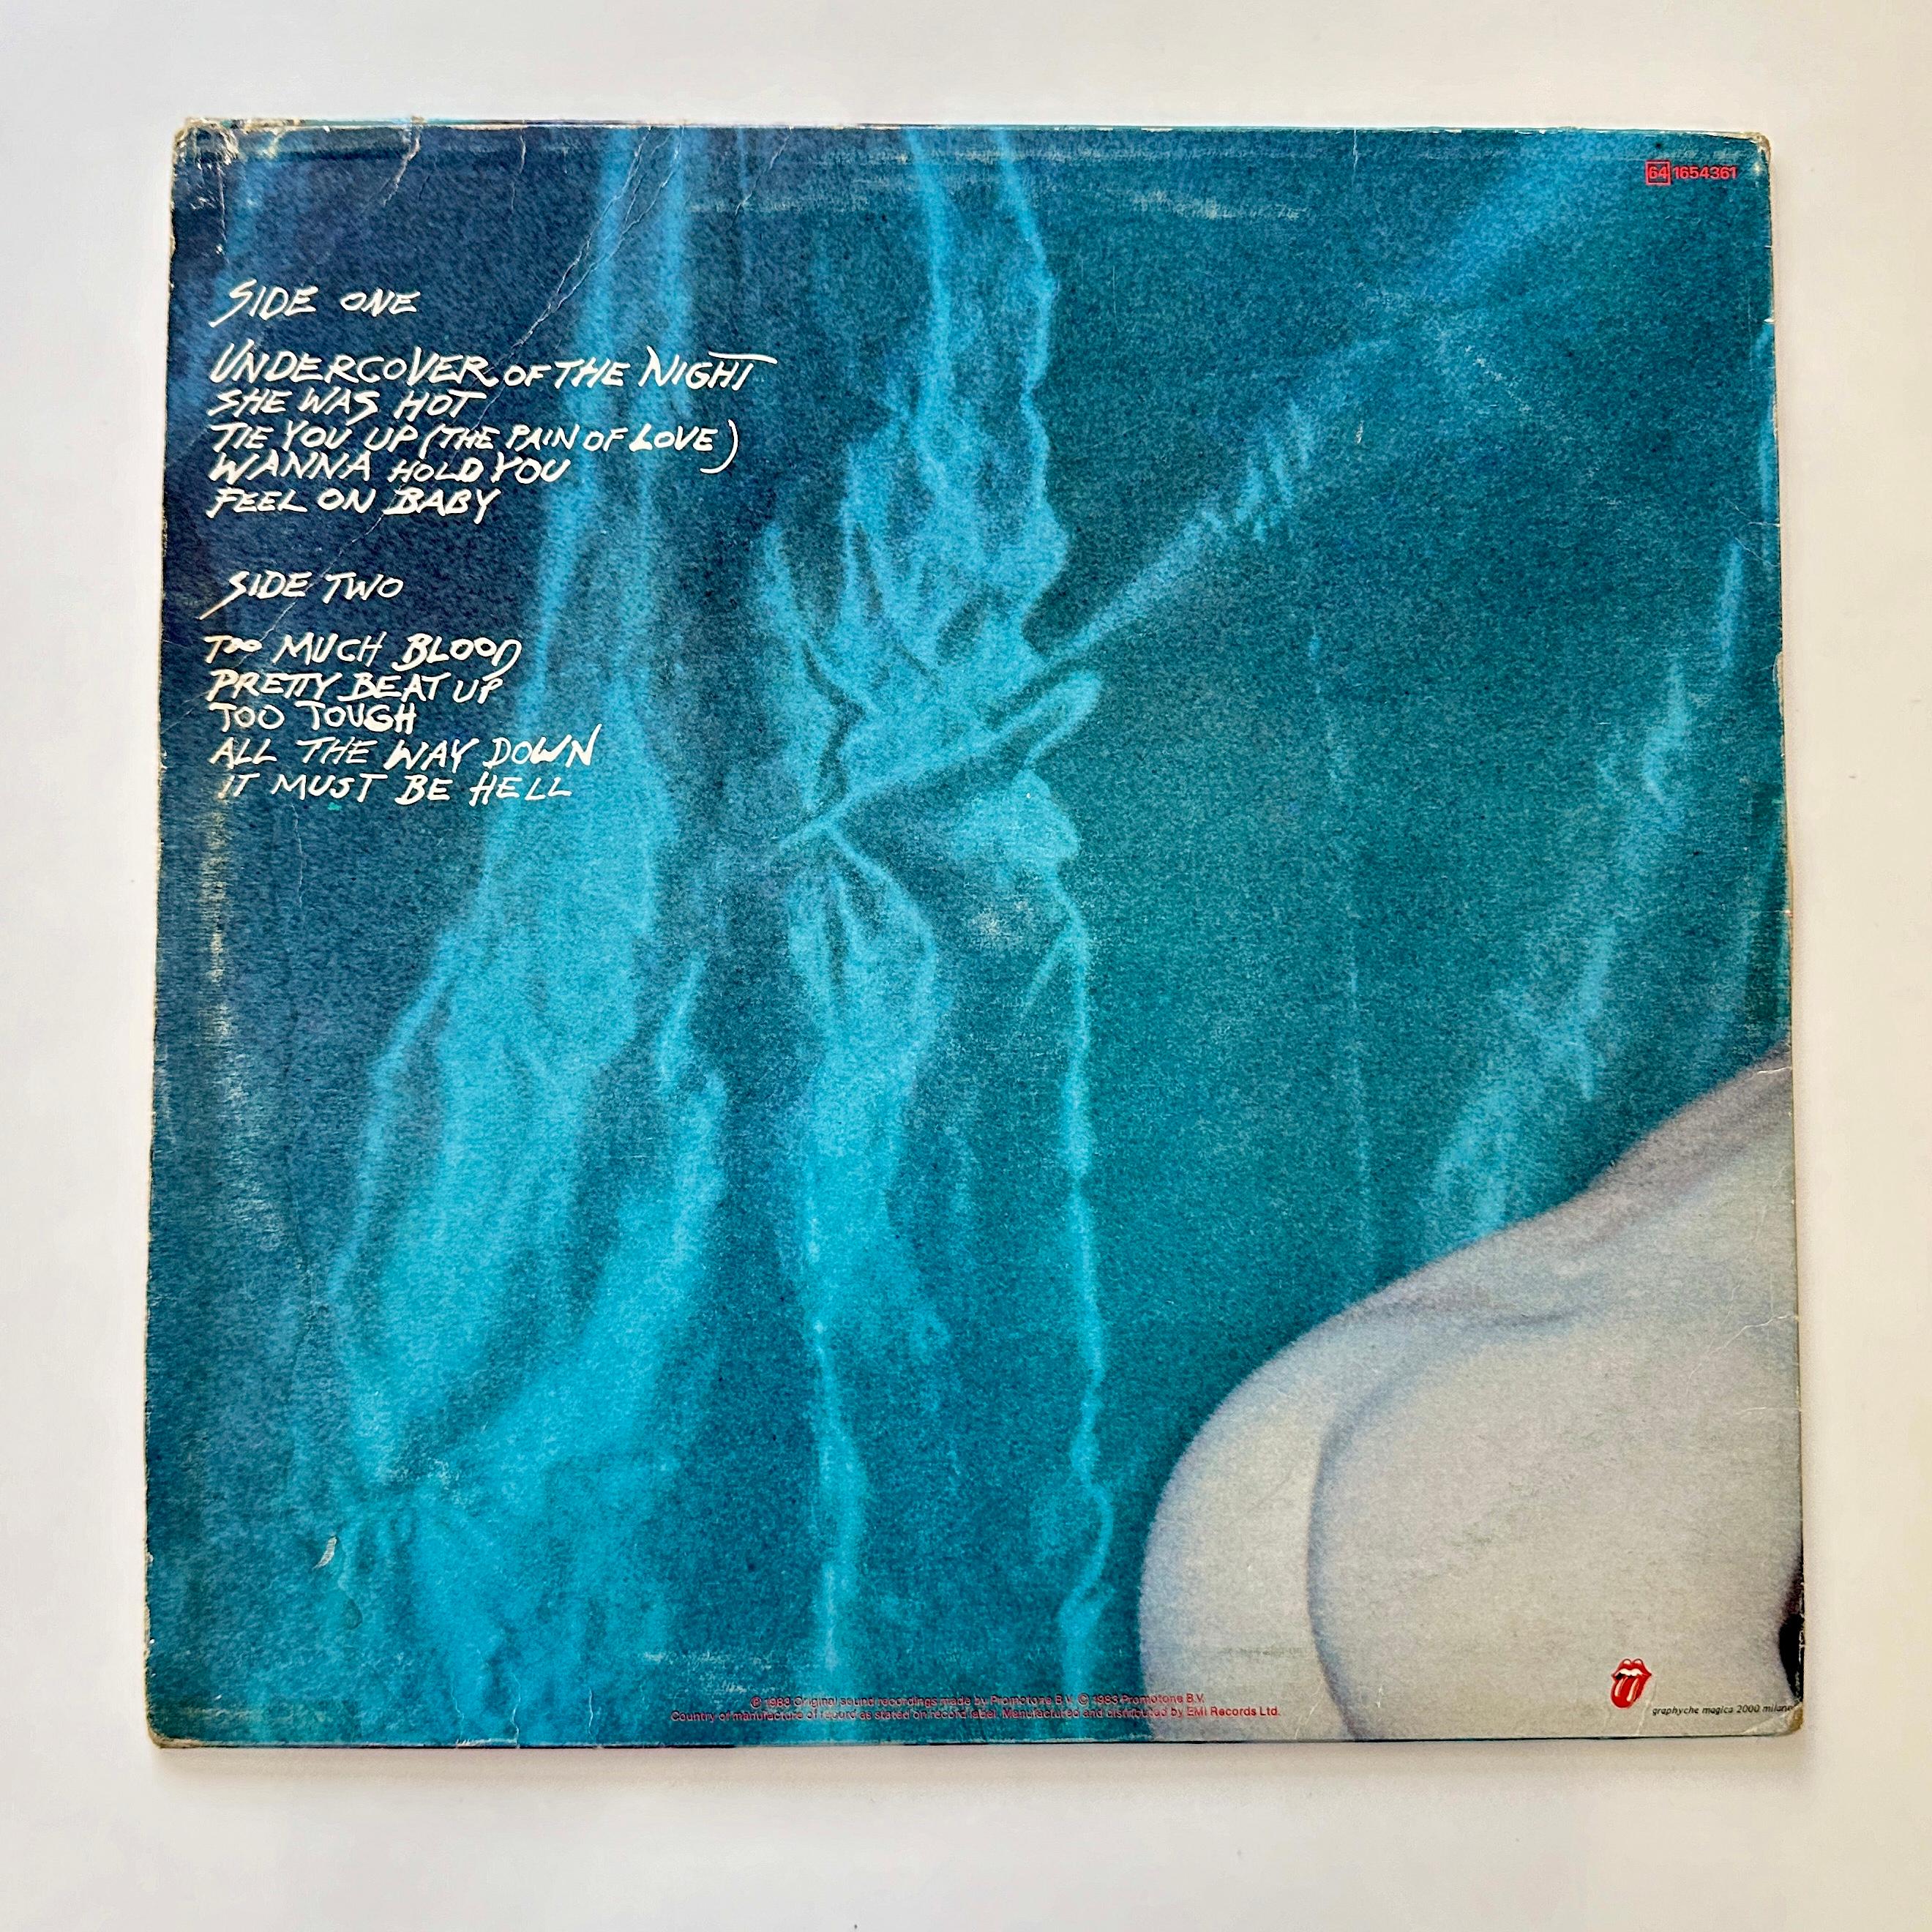 64 1654361
SIDE ONE
UNDERCOVER OF THE NIGHT
SHE WAS HOT
TIE YOU UP (THE PAIN OF LOVE)
WANNA HOLD YOU
FEEL ON BABY
SIDE TWO
TOO MUCH BLOOD
PRETTY BEAT UP
TOO TOUGH
ALL THE WAY DOWN
IT MUST BE HELL
℗ 1983 Original sound recordings made by Promotone B.V. © 1983 Promotone B.V.
Country of manufacture of record as stated on record label. Manufactured and distributed by EMI Records Ltd.
graphyche magica 2000 milano